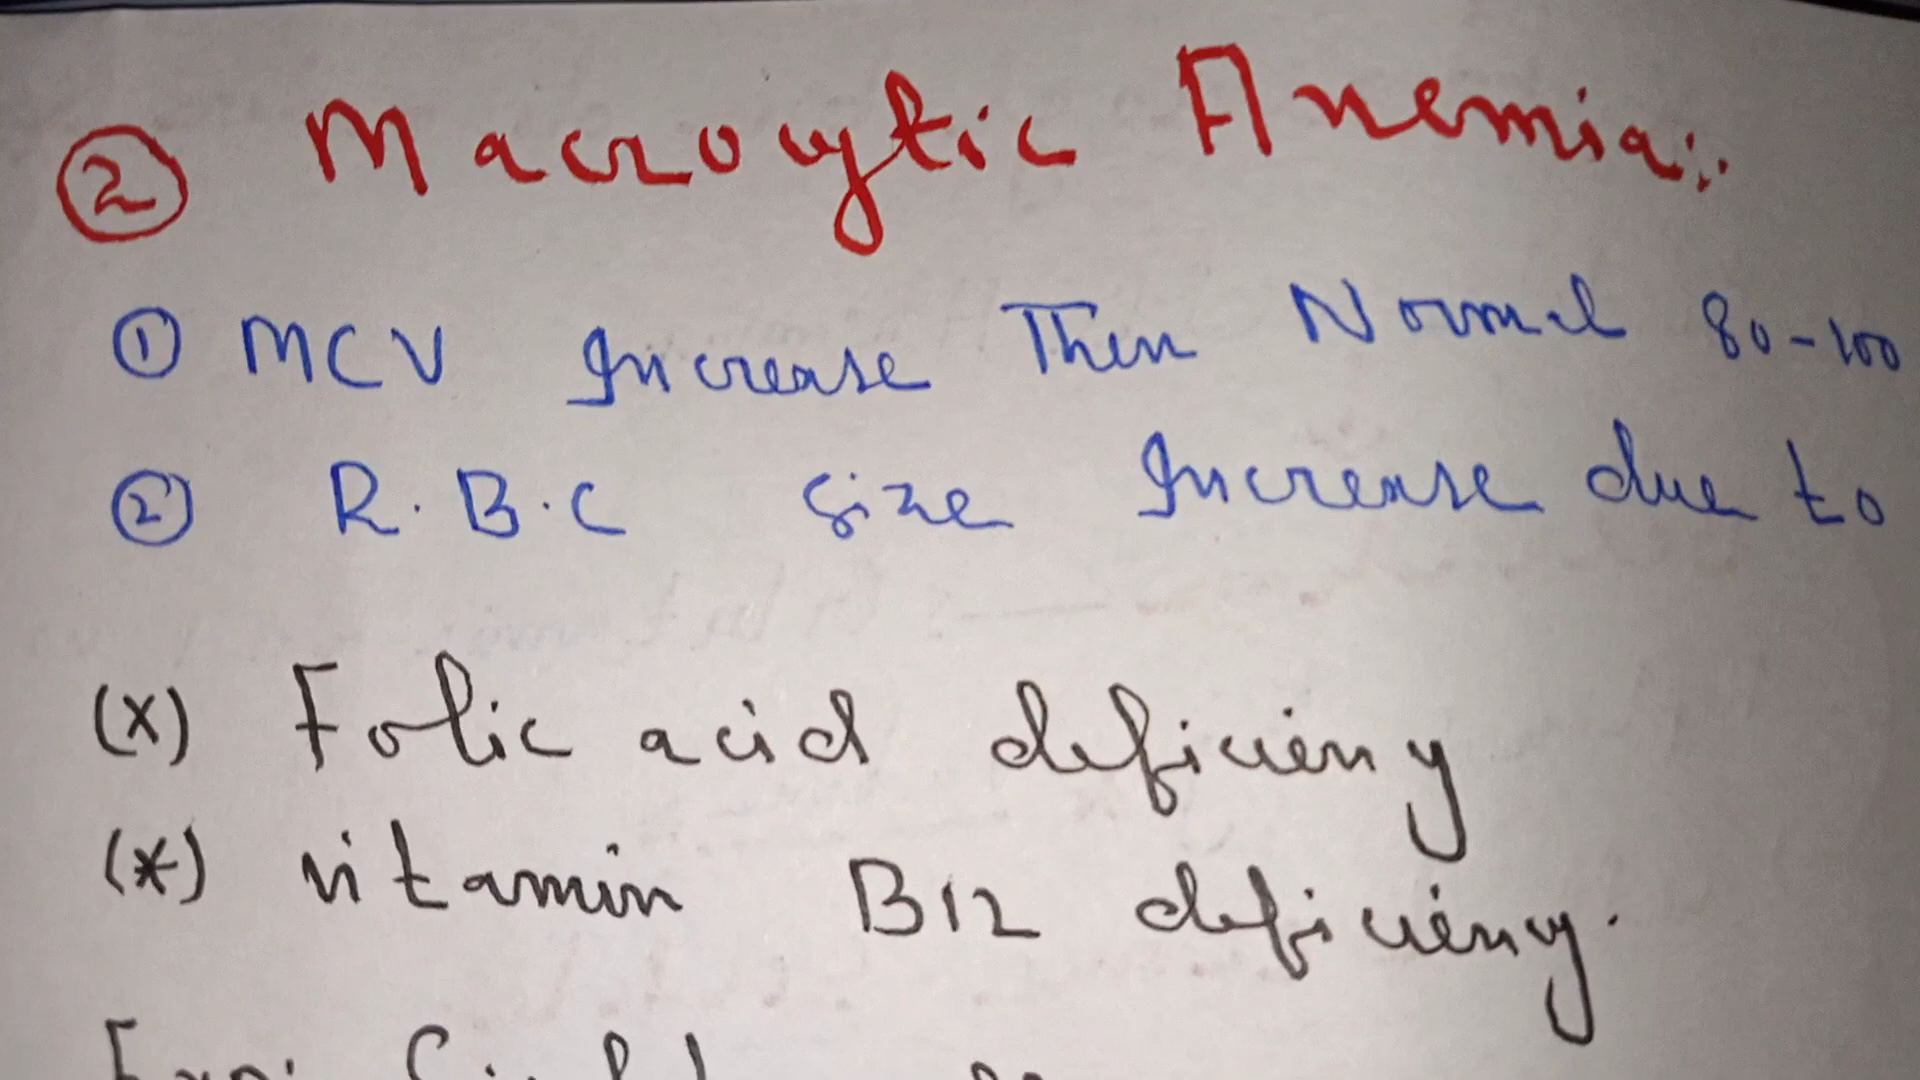 ② Macrocytic Anemia:.
① MCV Increase Then Normal 80-100
② R.B.C Size Increase due to
(x) Folic acid deficieny
(*) vitamin B12 deficiency.